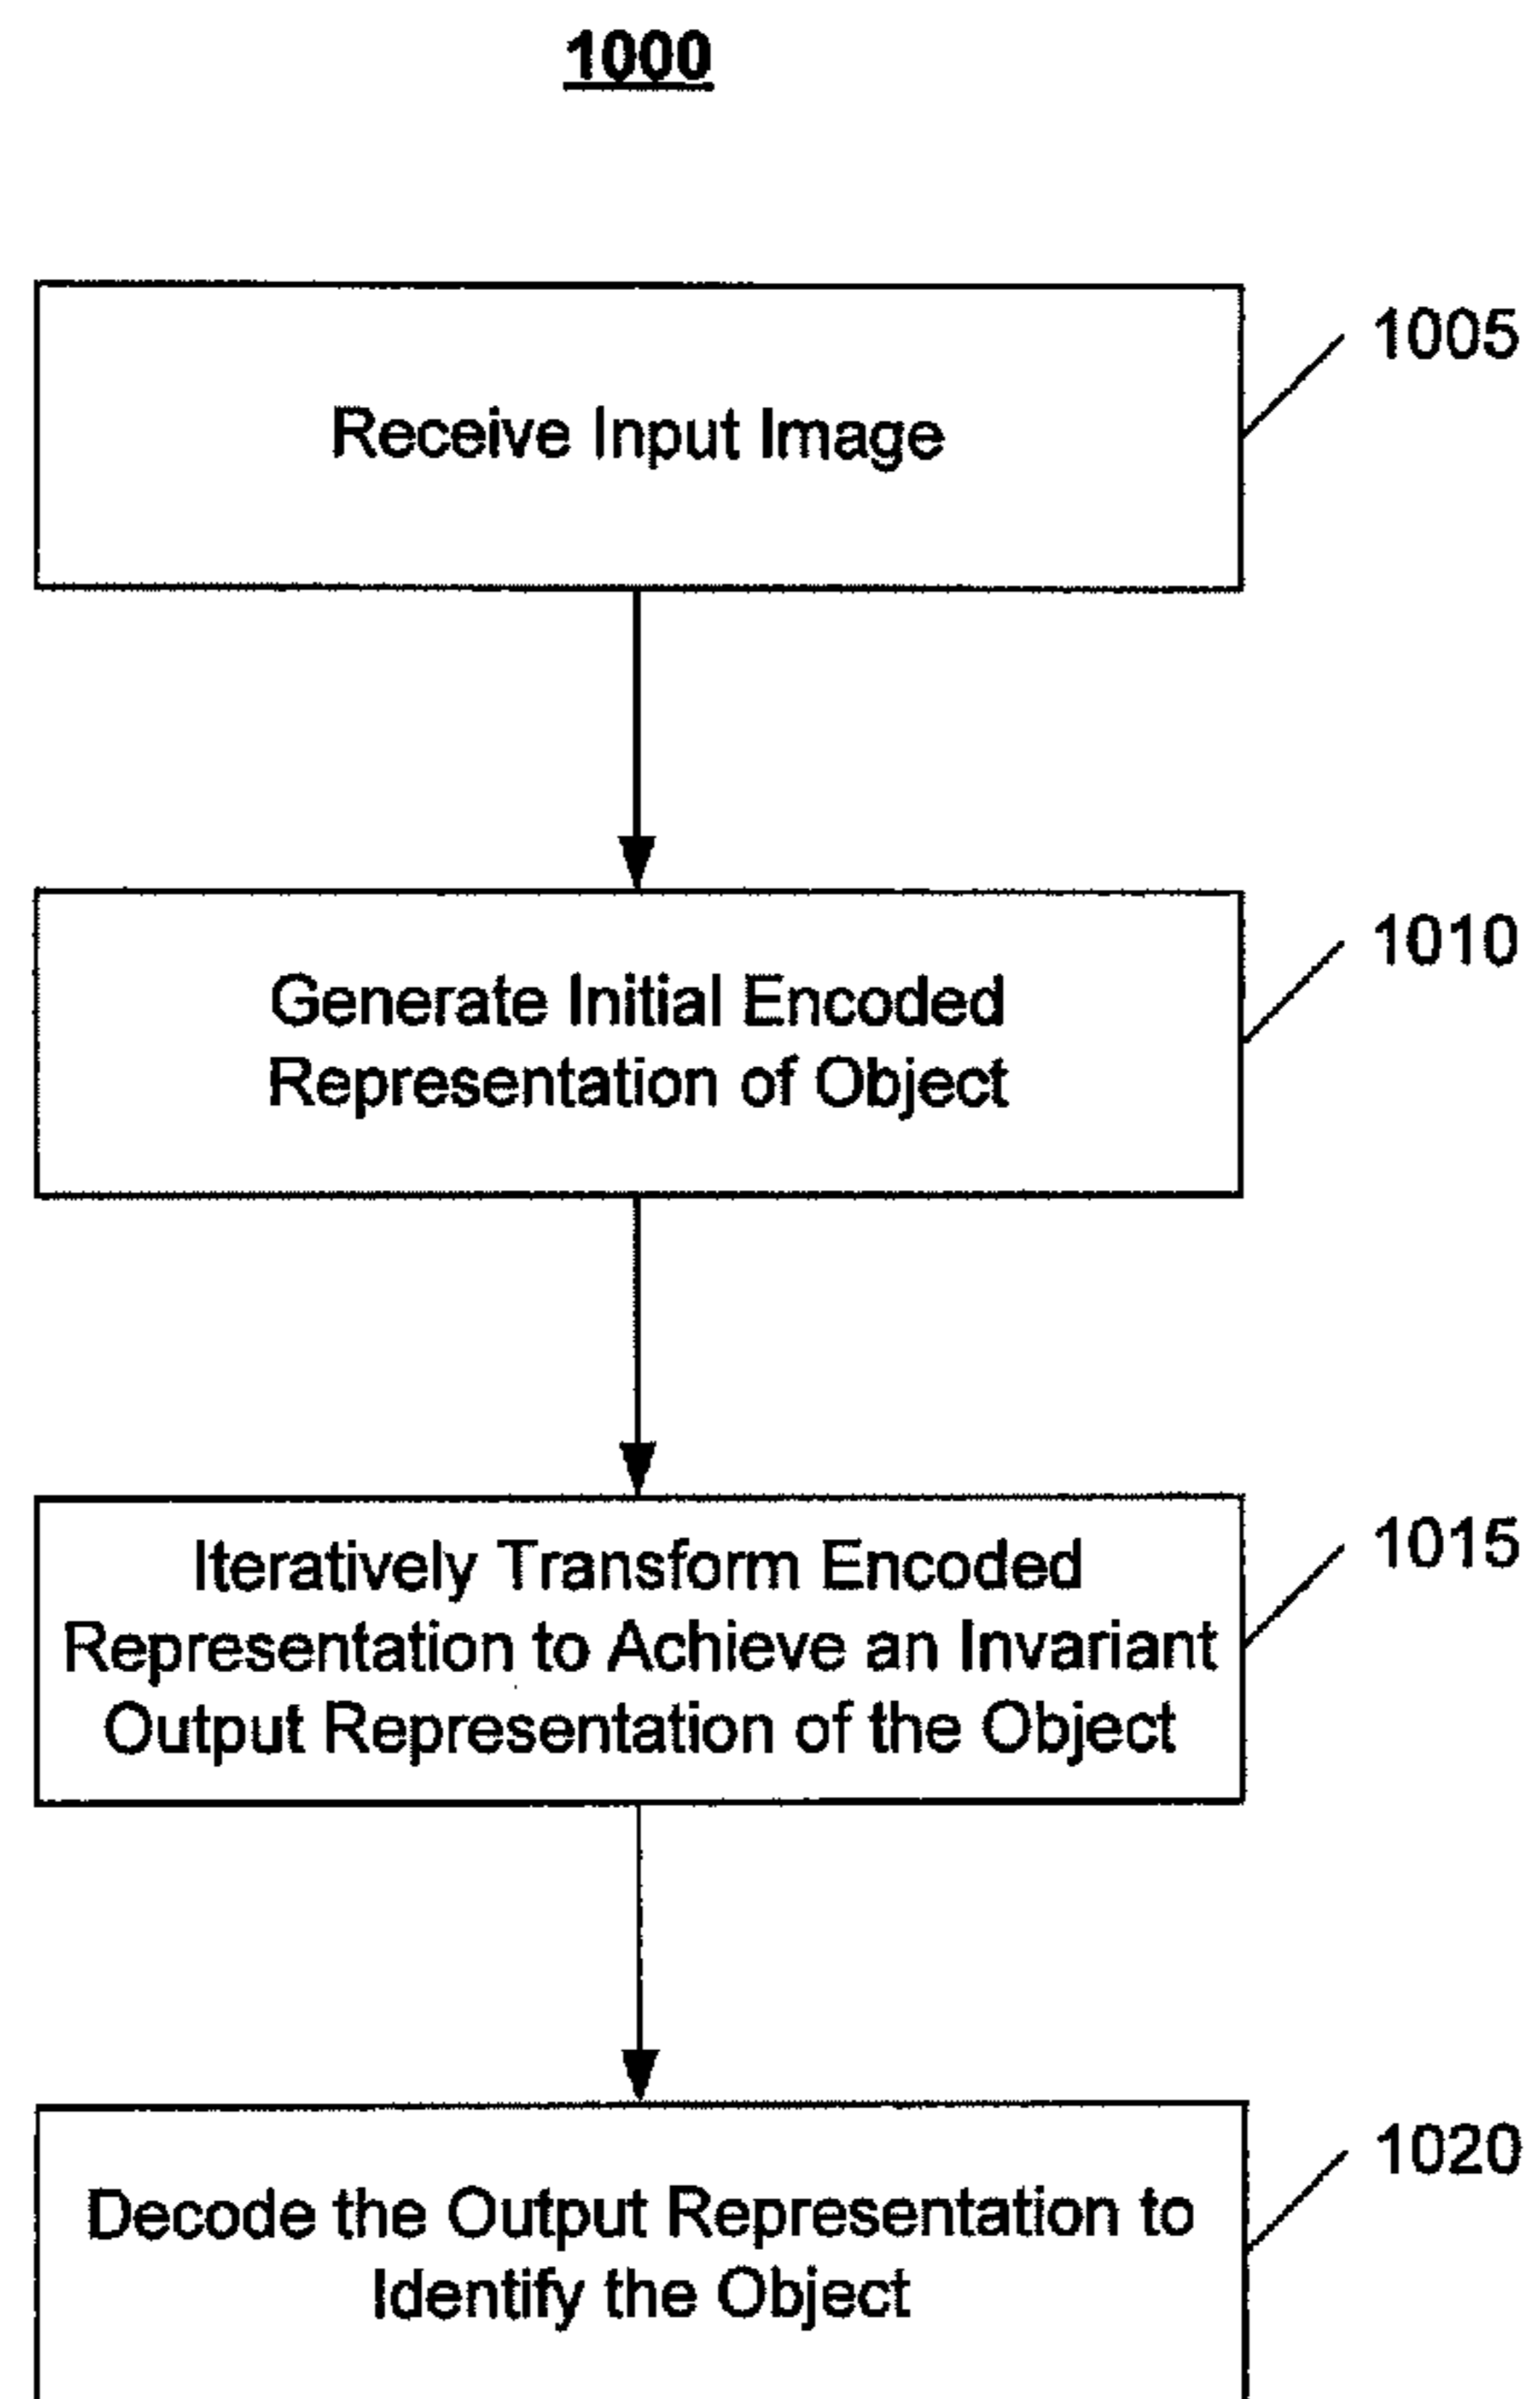 1000
Receive Input Image
1005
Generate Initial Encoded
Representation of Object
1010
Iteratively Transform Encoded
Representation to Achieve an Invariant
Output Representation of the Object
1015
Decode the Output Representation to
Identify the Object
1020